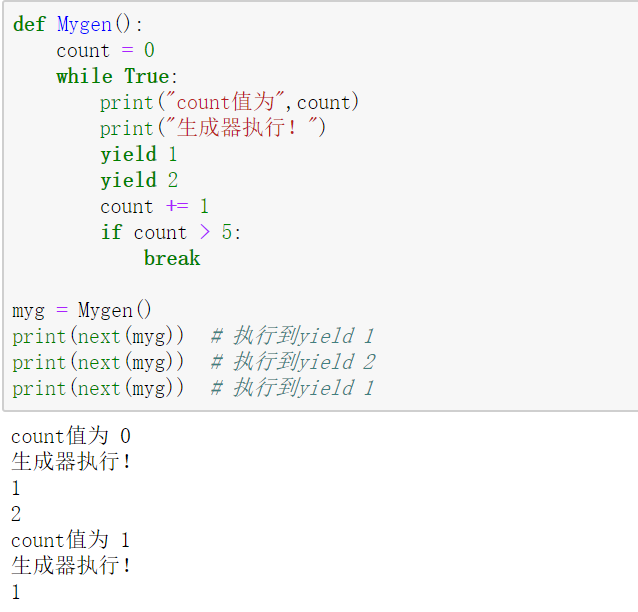 def Mygen():
    count = 0
    while True:
        print("count值为",count)
        print("生成器执行！")
        yield 1
        yield 2
        count += 1
        if count > 5:
            break

myg = Mygen()
print(next(myg))  # 执行到yield 1
print(next(myg))  # 执行到yield 2
print(next(myg))  # 执行到yield 1
count值为 0
生成器执行！
1
2
count值为 1
生成器执行！
1